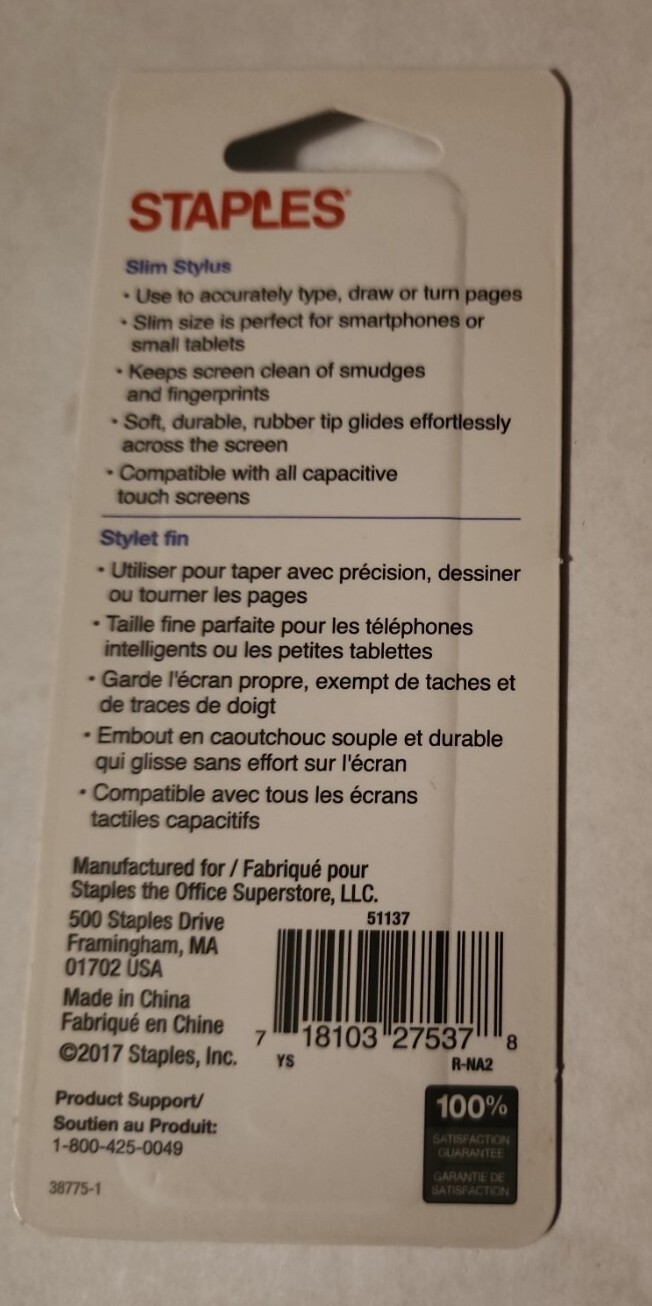 STAPLES
Slim Stylus
• Use to accurately type, draw or turn pages
• Slim size is perfect for smartphones or
small tablets
• Keeps screen clean of smudges
and fingerprints
• Soft, durable, rubber tip glides effortlessly
across the screen
• Compatible with all capacitive
touch screens
Stylet fin
• Utiliser pour taper avec précision, dessiner
ou tourner les pages
• Taille fine parfaite pour les téléphones
intelligents ou les petites tablettes
• Garde l'écran propre, exempt de taches et
de traces de doigt
• Embout en caoutchouc souple et durable
qui glisse sans effort sur l'écran
• Compatible avec tous les écrans
tactiles capacitifs
Manufactured for / Fabriqué pour
Staples the Office Superstore, LLC.
500 Staples Drive
Framingham, MA
01702 USA
Made in China
Fabriqué en Chine
©2017 Staples, Inc.
51137
7 18103 27537 8
YS R-NA2
Product Support/
Soutien au Produit:
1-800-425-0049
38775-1
100%
SATISFACTION
GUARANTEE
GARANTIE DE
SATISFACTION